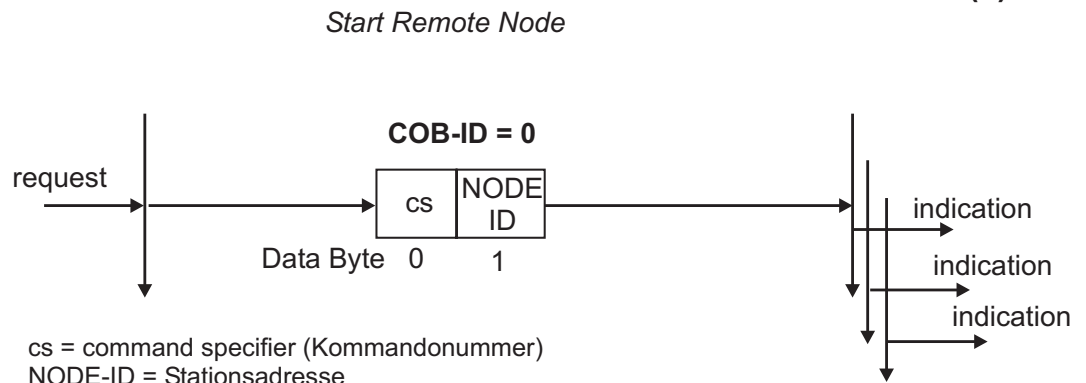 Start Remote Node
COB-ID = 0
request
cs
NODE
ID
Data Byte 0 1
indication
indication
indication
cs = command specifier (Kommandonummer)
NODE-ID = Stationsadresse